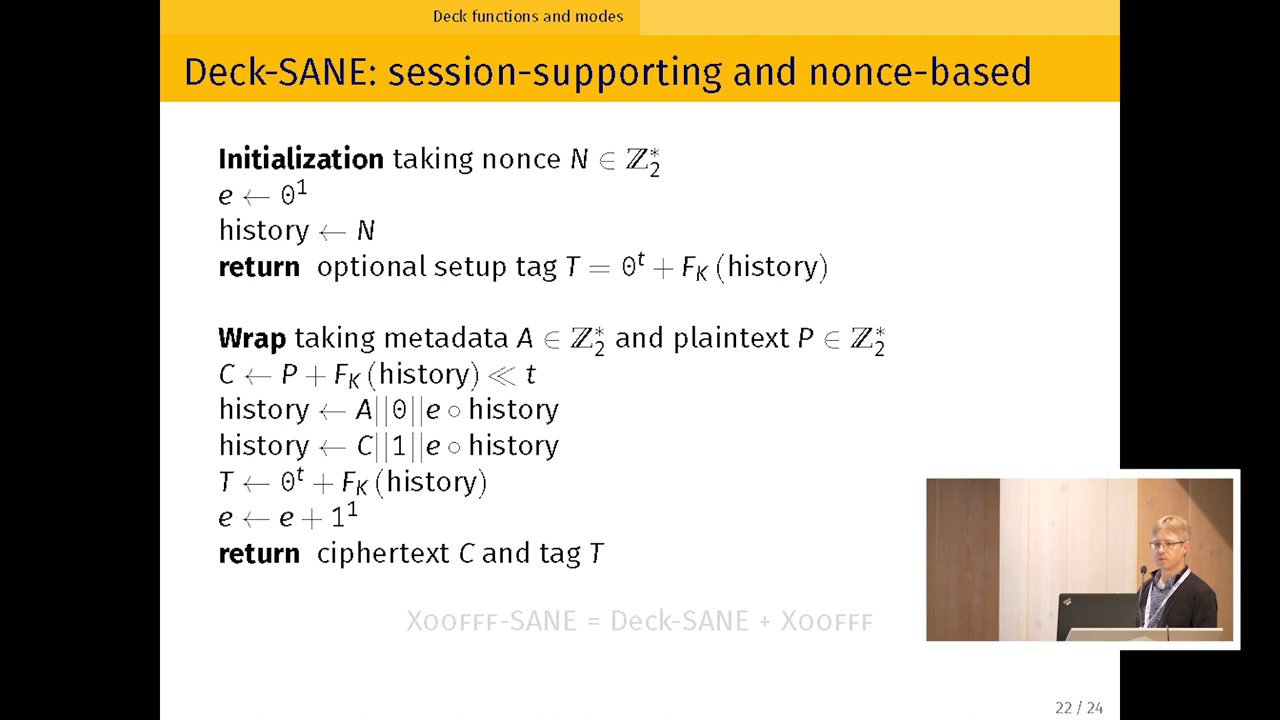 Deck functions and modes
Deck-SANE: session-supporting and nonce-based
Initialization taking nonce N ∈ ℤ₂*
e ← 0¹
history ← N
return optional setup tag T = 0ᵗ + F_K (history)
Wrap taking metadata A ∈ ℤ₂* and plaintext P ∈ ℤ₂*
C ← P + F_K (history) ≪ t
history ← A||0||e ∘ history
history ← C||1||e ∘ history
T ← 0ᵗ + F_K (history)
e ← e + 1¹
return ciphertext C and tag T
Xoofff-SANE = Deck-SANE + Xoofff
22 / 24